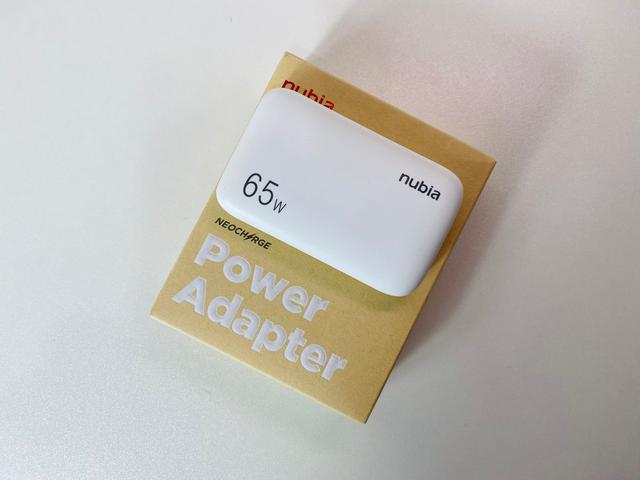 nubia
65W
nubia
NEOCHARGE
Power
Adapter